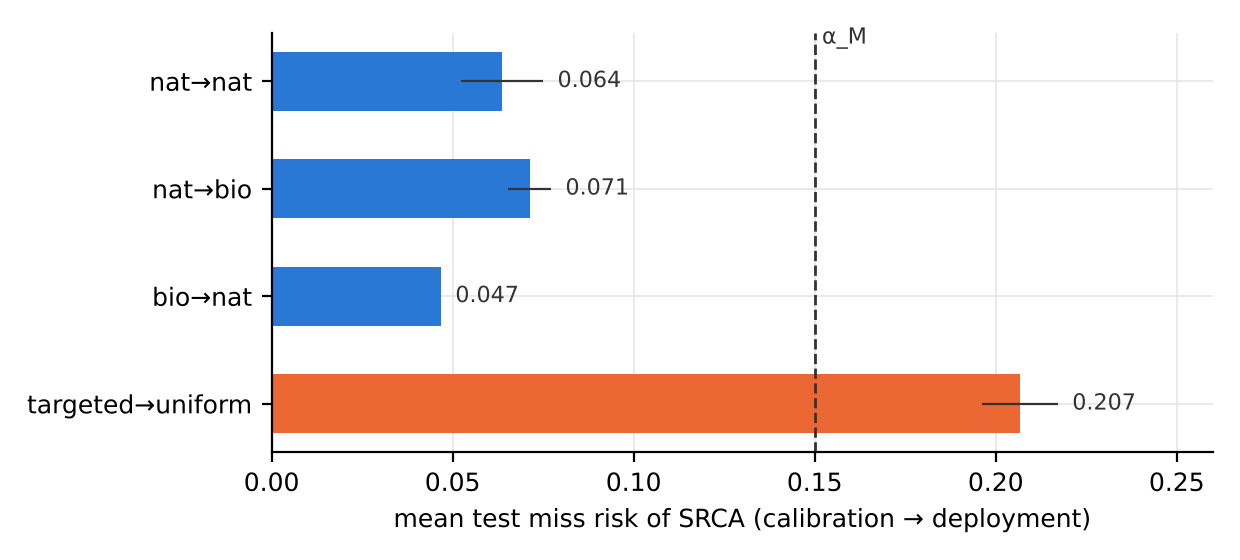 α_M
nat→nat 0.064
nat→bio 0.071
bio→nat 0.047
targeted→uniform 0.207
0.00 0.05 0.10 0.15 0.20 0.25
mean test miss risk of SRCA (calibration → deployment)